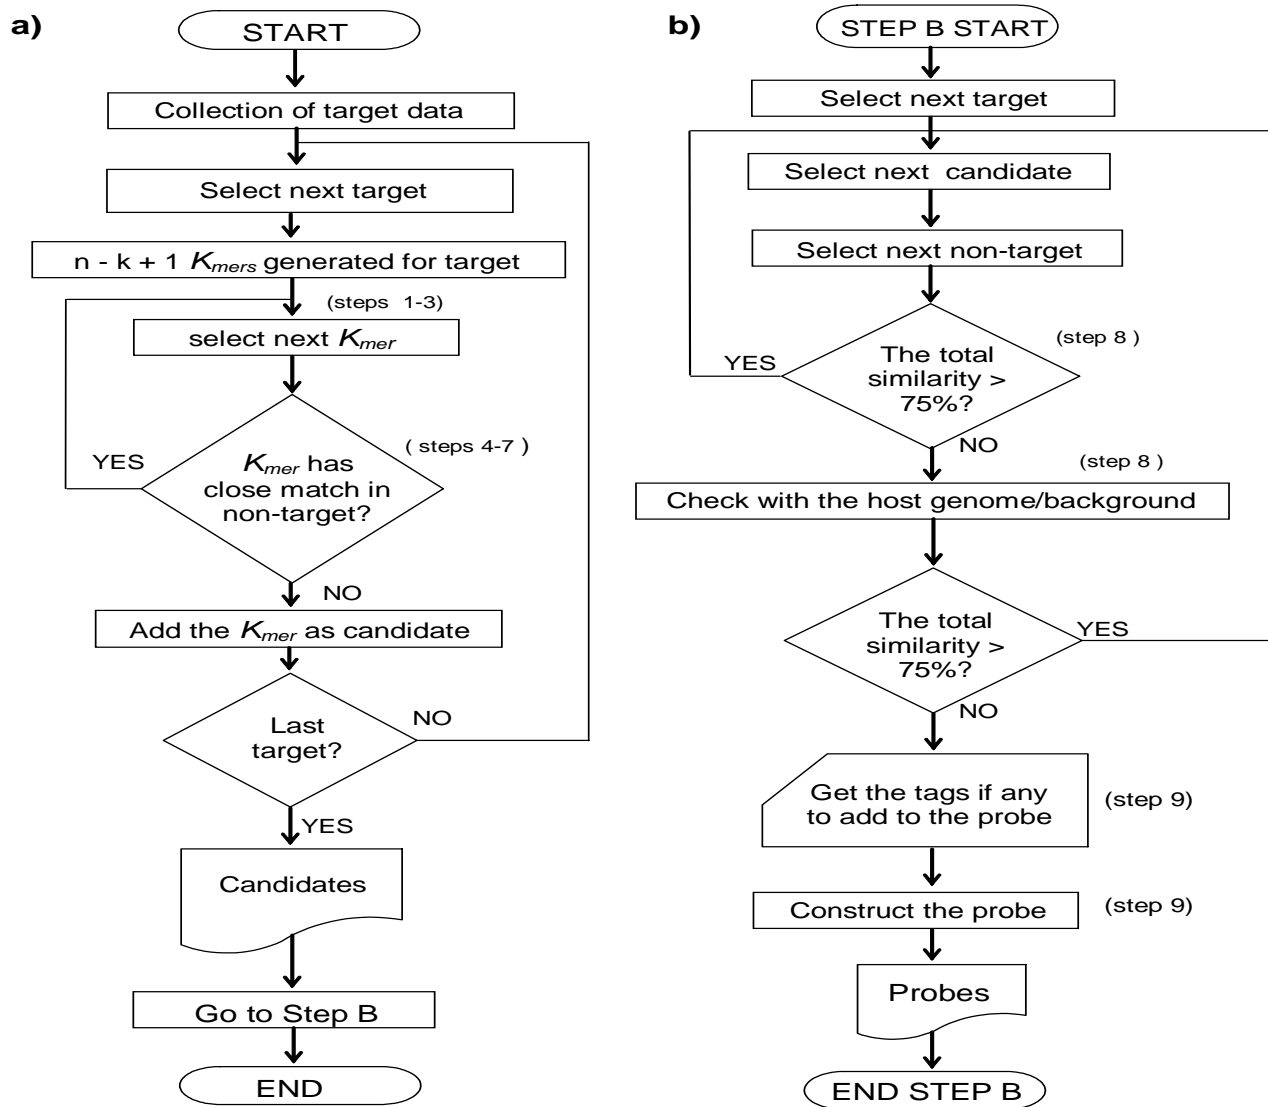 a)
START
Collection of target data
Select next target
n - k + 1 Kmers generated for target
(steps 1-3)
select next Kmer
( steps 4-7 )
YES
Kmer has
close match in
non-target?
NO
Add the Kmer as candidate
Last
target?
NO
YES
Candidates
Go to Step B
END
b)
STEP B START
Select next target
Select next candidate
Select next non-target
(step 8 )
YES
The total
similarity >
75%?
NO
(step 8 )
Check with the host genome/background
The total
similarity >
75%?
YES
NO
Get the tags if any
to add to the probe
(step 9)
Construct the probe
(step 9)
Probes
END STEP B